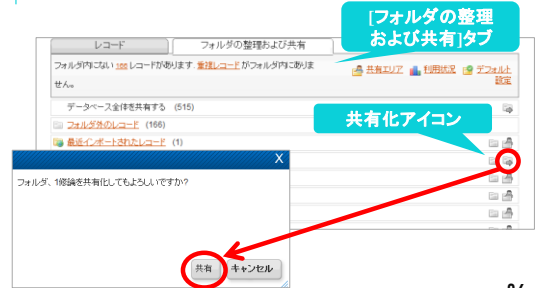 [フォルダの整理
および共有]タブ
レコード
フォルダの整理および共有
フォルダ内にない 166 レコードがあります 重複レコード がフォルダ内にありま
せん。
共有エリア 利用状況 デフォルト
設定
データベース全体を共有する (515)
フォルダ外のレコード (166)
最近インポートされたレコード (1)
共有化アイコン
X
フォルダ、1修論を共有化してもよろしいですか?
共有
キャンセル